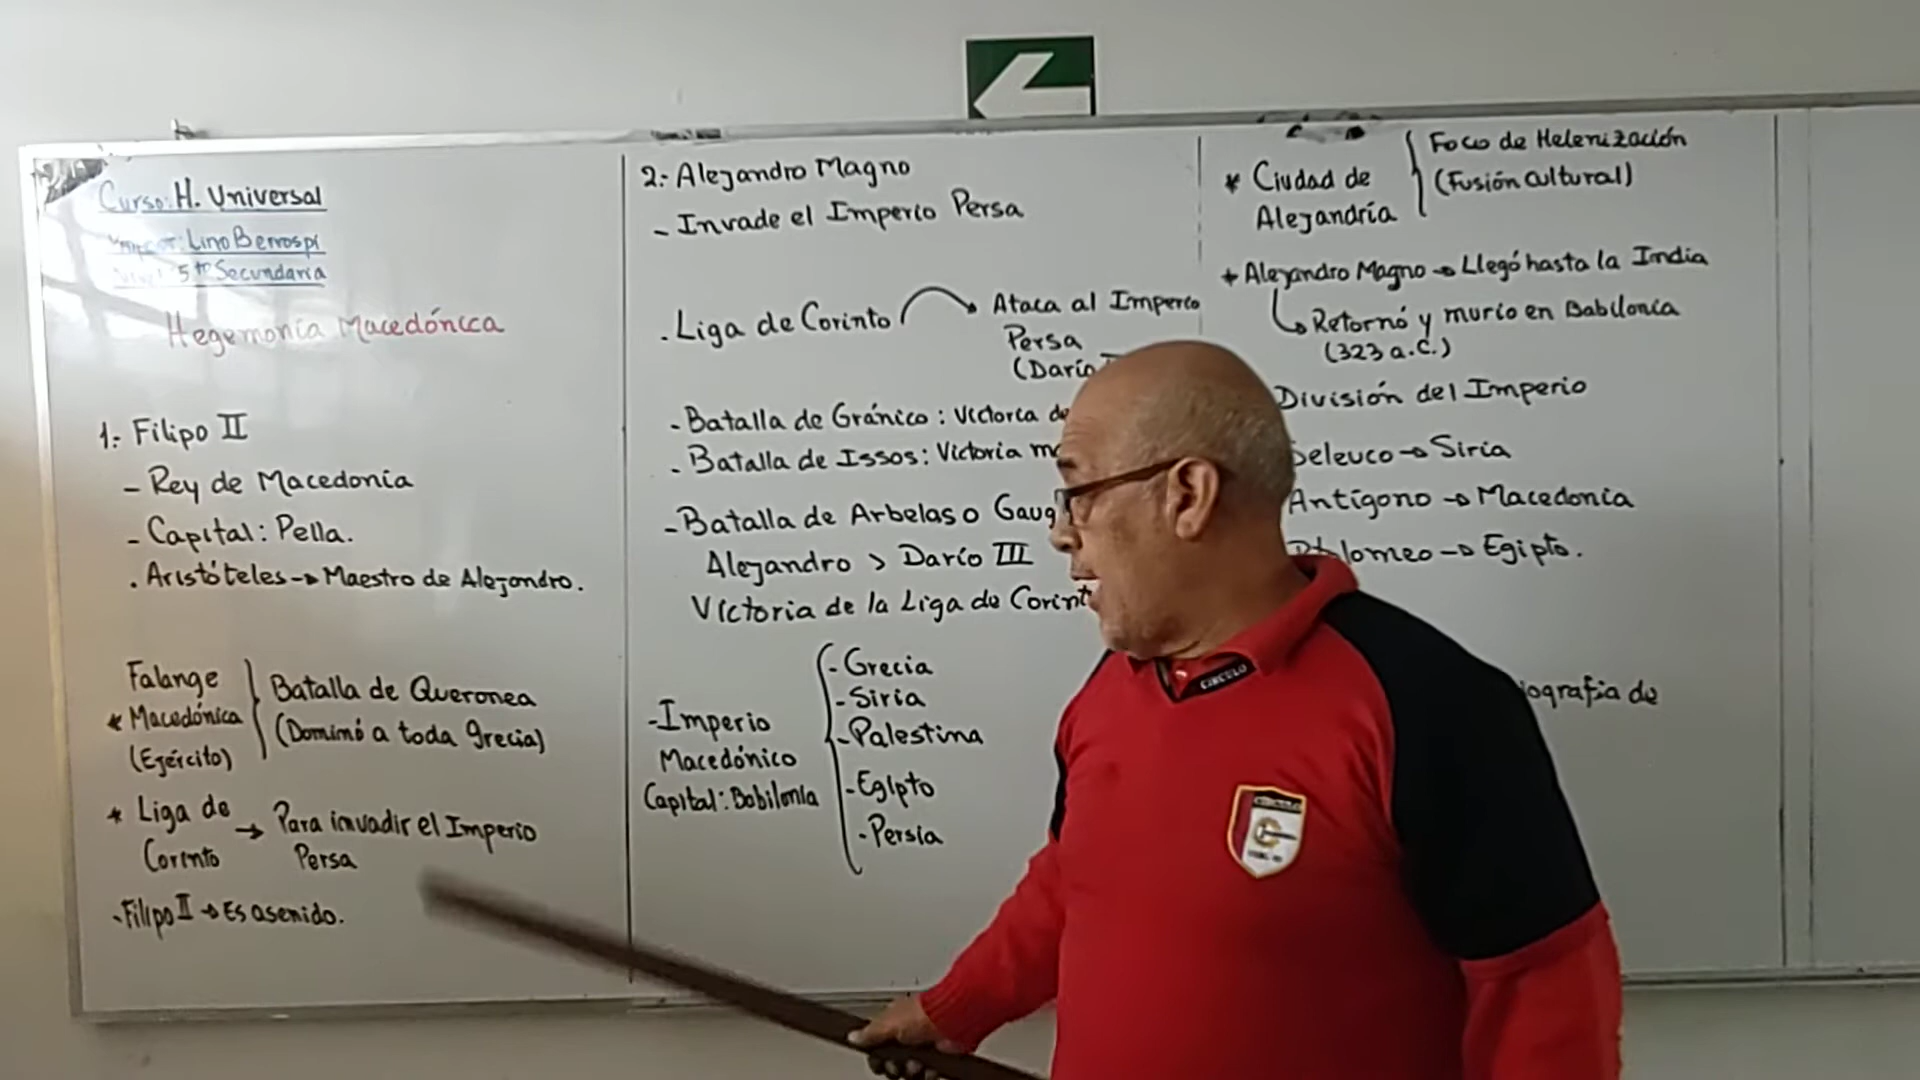 Curso: H. Universal
Lino Berrospi
5to Secundaria
Hegemonía Macedónica
1.- Filipo II
- Rey de Macedonia
- Capital: Pella.
. Aristóteles → Maestro de Alejandro.
Falange
* Macedónica
(Ejército)
Batalla de Queronea
(Dominó a toda Grecia)
* Liga de
Corinto
→ Para invadir el Imperio
Persa
- Filipo II → Es asenido.
2.- Alejandro Magno
- Invade el Imperio Persa
. Liga de Corinto
Ataca al Imperio
Persa
(Darío
- Batalla de Gránico: Victoria
- Batalla de Issos: Victoria
- Batalla de Arbelas o
Alejandro > Darío III
Victoria de la Liga de
- Imperio
Macedónico
Capital: Babilonia
- Grecia
- Siria
- Palestina
- Egipto
- Persia
* Ciudad de
Alejandría
Foco de Helenización
(Fusión Cultural)
* Alejandro Magno → Llegó hasta la India
Retornó y murio en Babilonia
(323 a.C.)
División del Imperio
Seleuco → Siria
Antígono → Macedonia
→ Egipto.
de
CIRCULO